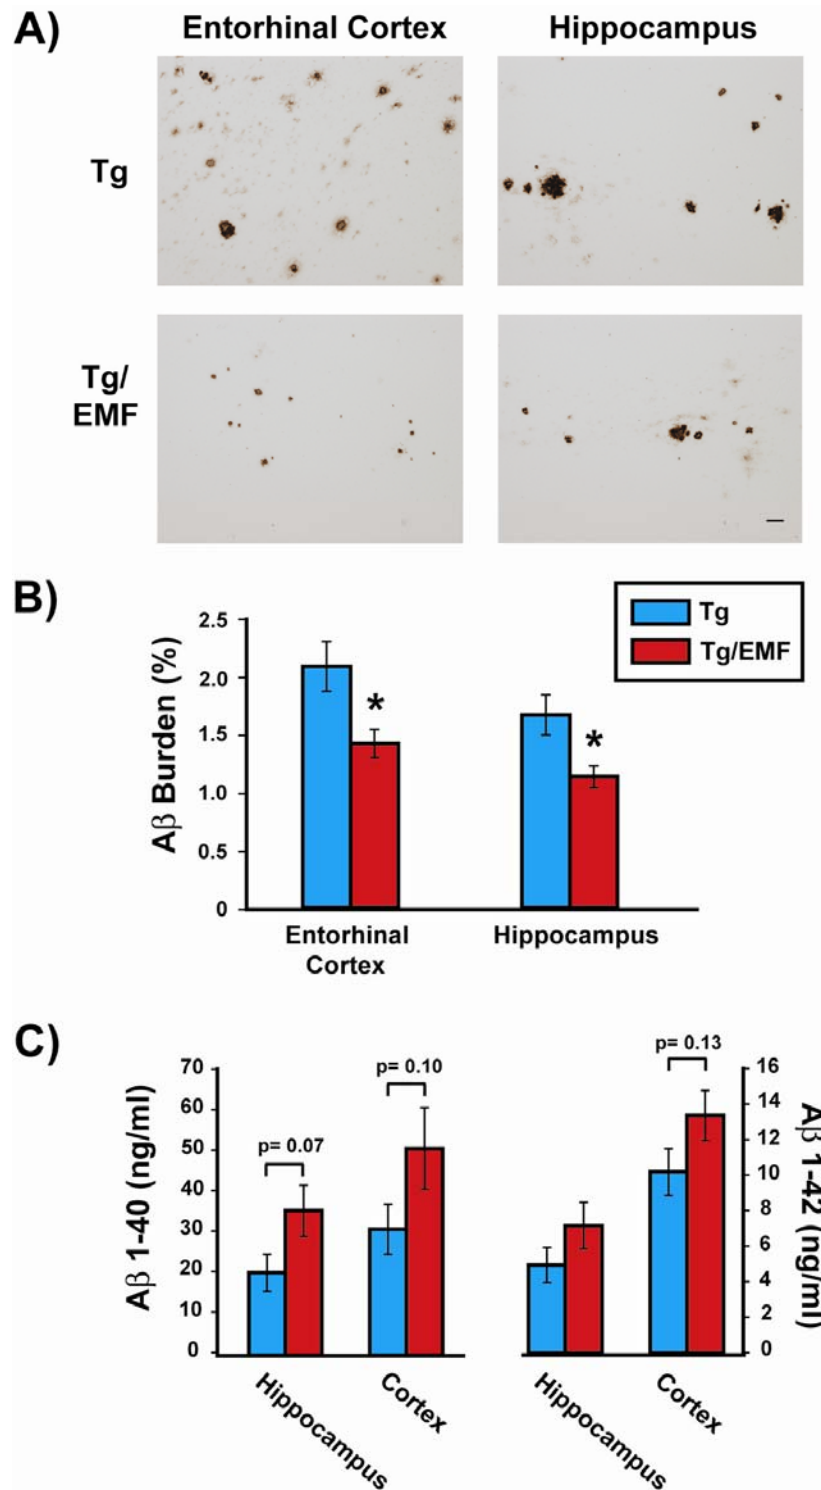 A)
Entorhinal Cortex
Hippocampus
Tg
Tg/
EMF
B)
Tg
Tg/EMF
Aβ Burden (%)
2.5
2.0
1.5
1.0
0.5
0
*
*
Entorhinal
Cortex
Hippocampus
C)
Aβ 1-40 (ng/ml)
70
60
50
40
30
20
10
0
p= 0.07
p= 0.10
Hippocampus
Cortex
p= 0.13
16
14
12
10
8
6
4
2
0
Aβ 1-42 (ng/ml)
Hippocampus
Cortex